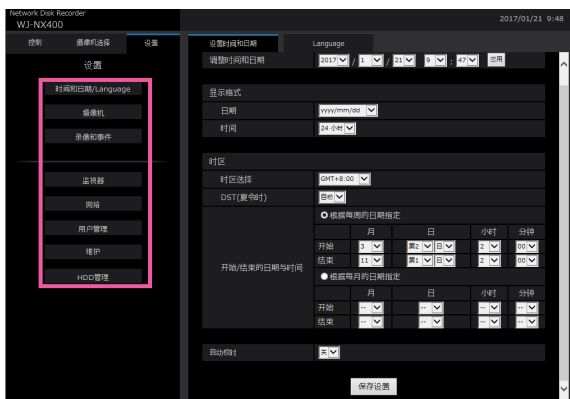 Network Disk Recorder
WJ-NX400
2017/01/21 9:48
控制 摄像机选择 设置
设置
时间和日期/Language
摄像机
录像和事件
监视器
网络
用户管理
维护
HDD管理
设置时间和日期 Language
调整时间和日期 2017 / 1 / 21 9 : 47 应用
显示格式
日期 yyyy/mm/dd
时间 24 小时
时区
时区选择 GMT+8:00
DST(夏令时) 自动
开始/结束的日期与时间
根据每周的日期指定
月 日 小时 分钟
开始 3 第2 日 2 00
结束 11 第1 日 2 00
根据每月的日期指定
月 日 小时 分钟
开始 -- -- -- --
结束 -- -- -- --
自动校时 关
保存设置